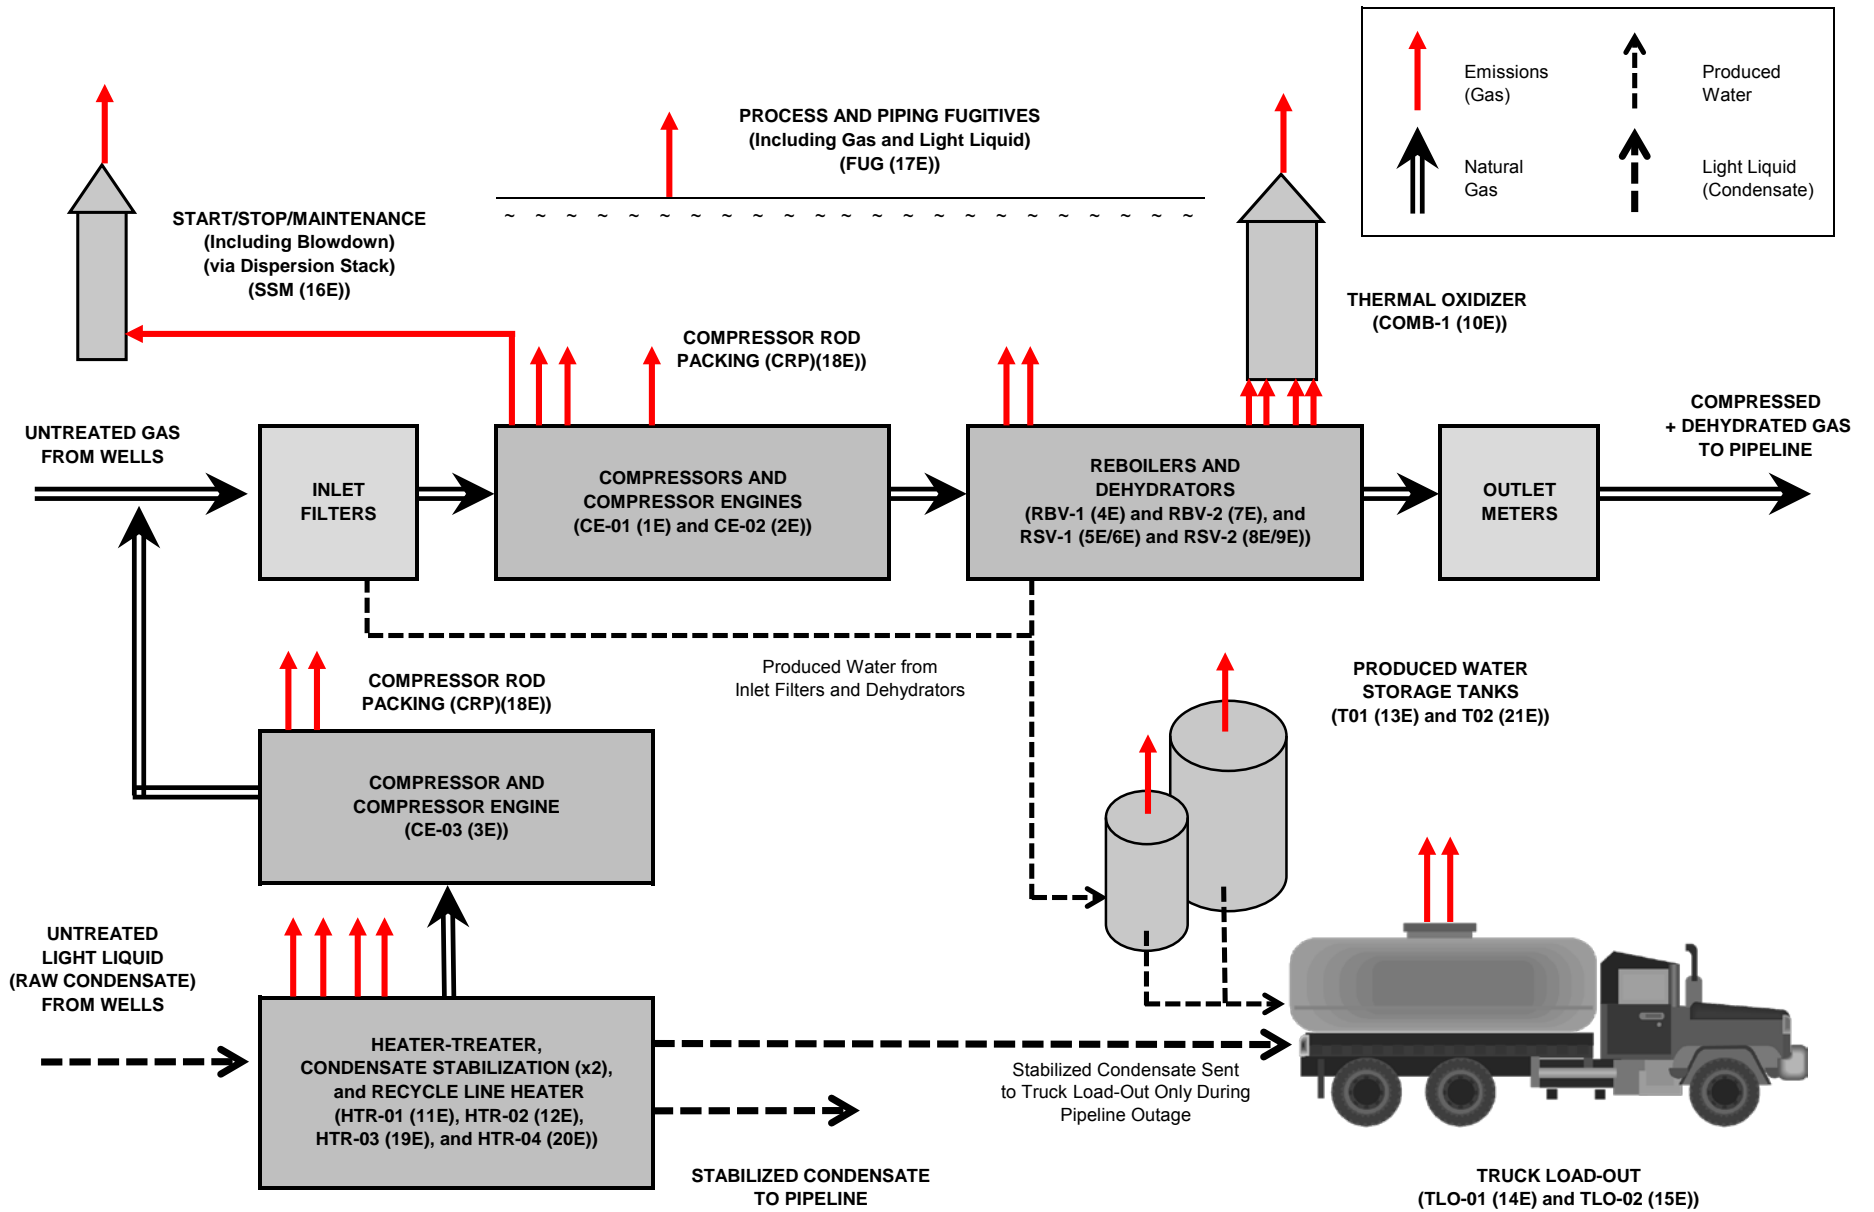 Emissions
(Gas)
Produced
Water
Natural
Gas
Light Liquid
(Condensate)
PROCESS AND PIPING FUGITIVES
(Including Gas and Light Liquid)
(FUG (17E))
~ ~ ~ ~ ~ ~ ~ ~ ~ ~ ~ ~ ~ ~ ~ ~ ~ ~ ~ ~ ~ ~ ~
START/STOP/MAINTENANCE
(Including Blowdown)
(via Dispersion Stack)
(SSM (16E))
THERMAL OXIDIZER
(COMB-1 (10E))
COMPRESSOR ROD
PACKING (CRP)(18E))
UNTREATED GAS
FROM WELLS
INLET
FILTERS
COMPRESSORS AND
COMPRESSOR ENGINES
(CE-01 (1E) and CE-02 (2E))
REBOILERS AND
DEHYDRATORS
(RBV-1 (4E) and RBV-2 (7E), and
RSV-1 (5E/6E) and RSV-2 (8E/9E))
OUTLET
METERS
COMPRESSED
+ DEHYDRATED GAS
TO PIPELINE
Produced Water from
Inlet Filters and Dehydrators
COMPRESSOR ROD
PACKING (CRP)(18E))
PRODUCED WATER
STORAGE TANKS
(T01 (13E) and T02 (21E))
COMPRESSOR AND
COMPRESSOR ENGINE
(CE-03 (3E))
UNTREATED
LIGHT LIQUID
(RAW CONDENSATE)
FROM WELLS
HEATER-TREATER,
CONDENSATE STABILIZATION (x2),
and RECYCLE LINE HEATER
(HTR-01 (11E), HTR-02 (12E),
HTR-03 (19E), and HTR-04 (20E))
Stabilized Condensate Sent
to Truck Load-Out Only During
Pipeline Outage
STABILIZED CONDENSATE
TO PIPELINE
TRUCK LOAD-OUT
(TLO-01 (14E) and TLO-02 (15E))